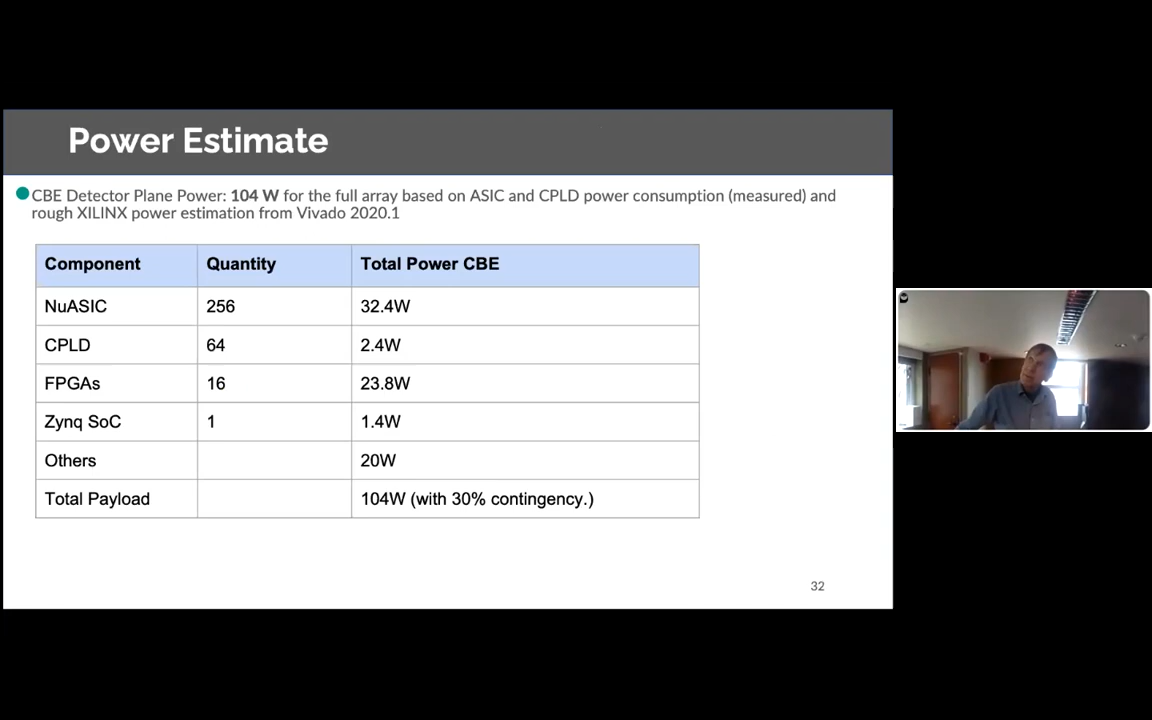 Power Estimate
CBE Detector Plane Power: 104 W for the full array based on ASIC and CPLD power consumption (measured) and
rough XILINX power estimation from Vivado 2020.1
Component Quantity Total Power CBE
NuASIC 256 32.4W
CPLD 64 2.4W
FPGAs 16 23.8W
Zynq SoC 1 1.4W
Others 20W
Total Payload 104W (with 30% contingency.)
32